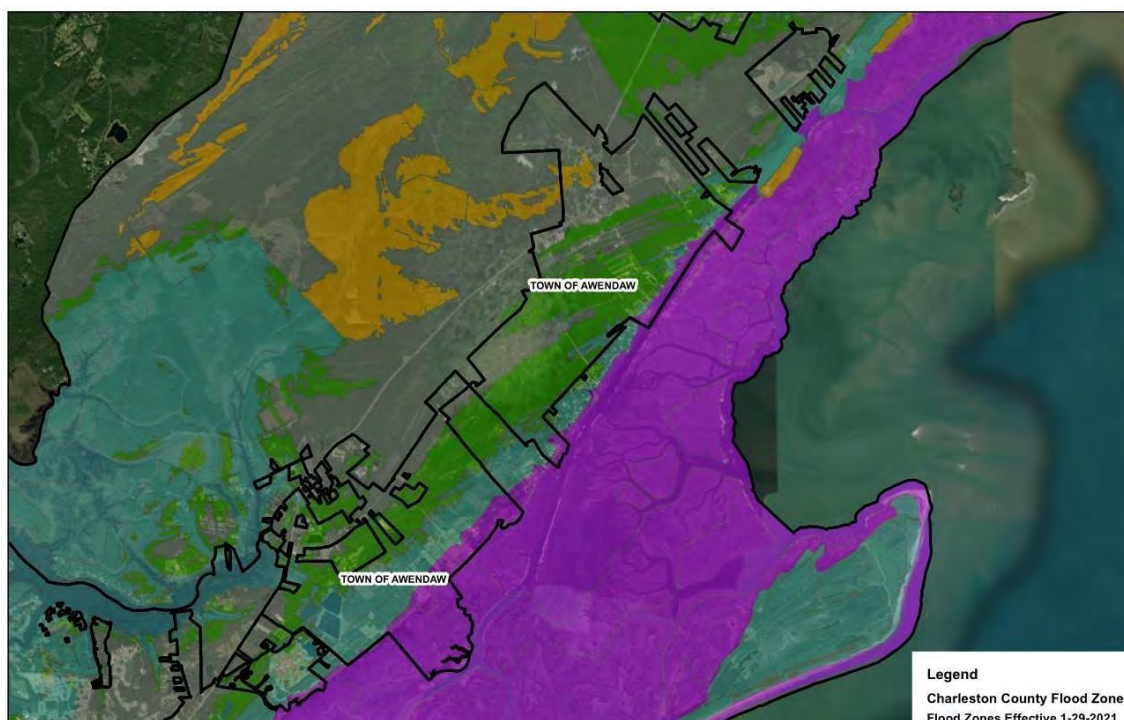 TOWN OF AWENDAW
TOWN OF AWENDAW
Legend
Charleston County Flood Zone
Flood Zones Effective 1-29-2021